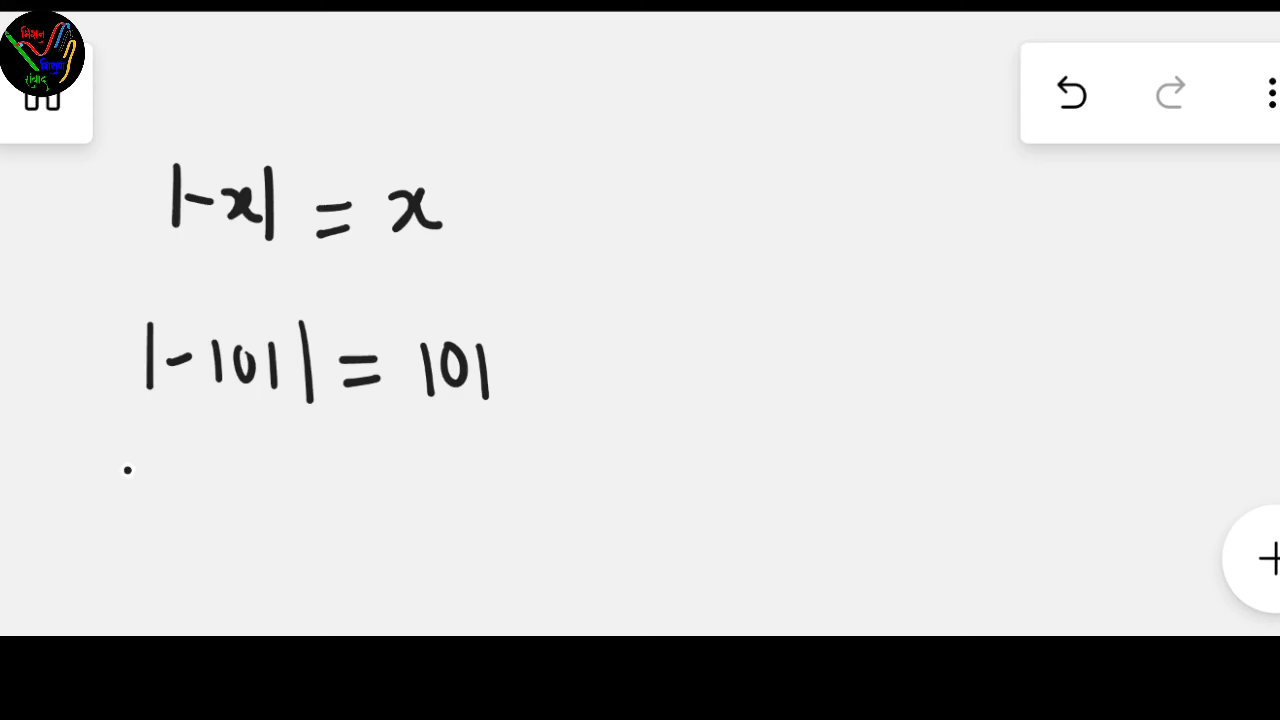 |-x| = x
|-101| = 101